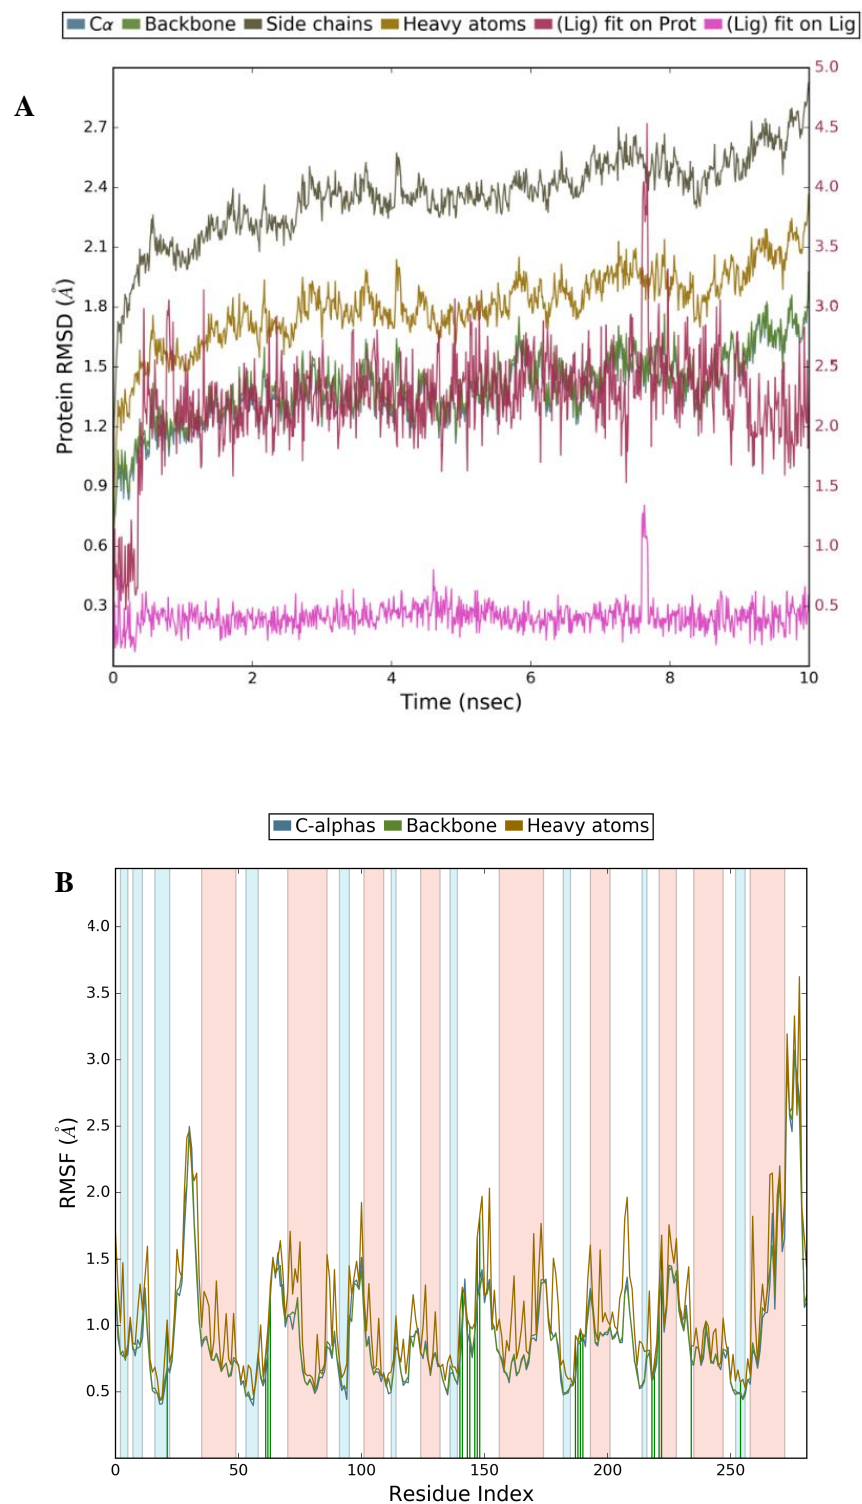 Cα Backbone Side chains Heavy atoms (Lig) fit on Prot (Lig) fit on Lig
A
5.0
2.7 4.5
2.4 4.0
2.1 3.5
1.8 3.0
1.5 2.5
1.2 2.0
0.9 1.5
0.6 1.0
0.3 0.5
Protein RMSD (Å)
0 2 4 6 8 10
Time (nsec)
C-alphas Backbone Heavy atoms
B
4.0
3.5
3.0
2.5
2.0
1.5
1.0
0.5
RMSF (Å)
0 50 100 150 200 250
Residue Index